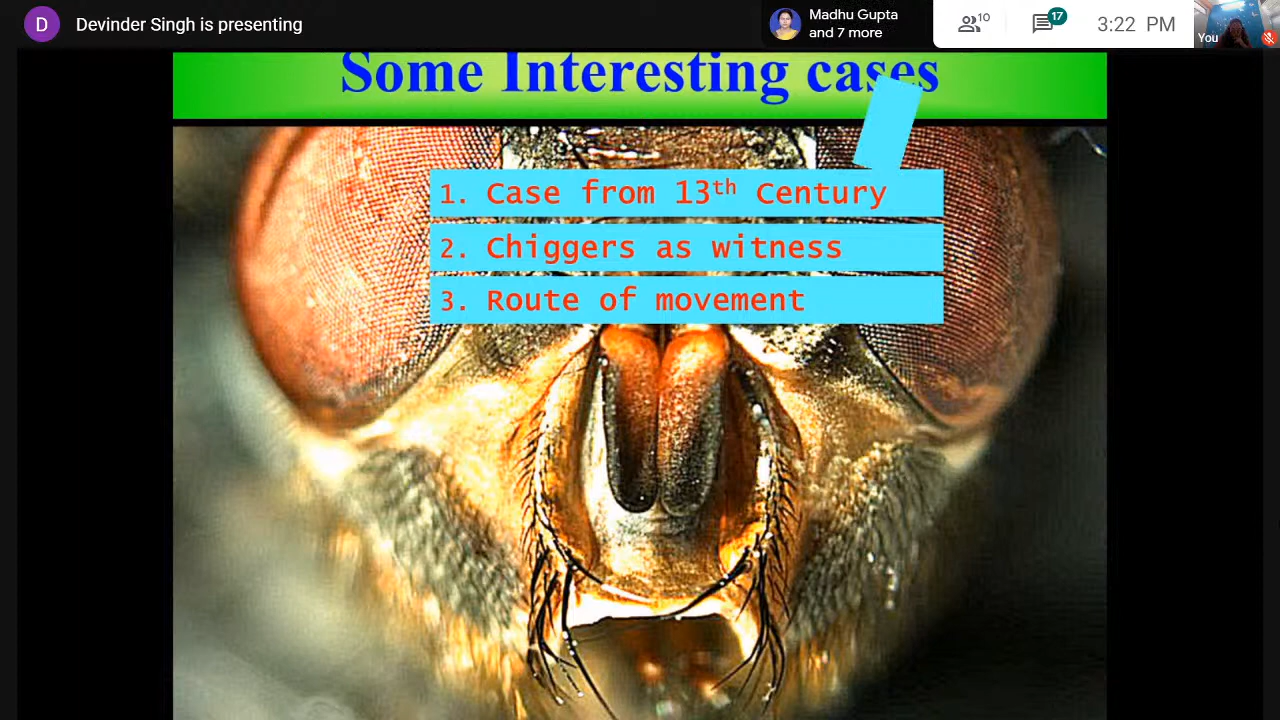 D Devinder Singh is presenting
Madhu Gupta
and 7 more
10
17
3:22 PM
You
Some Interesting cases
1. Case from 13th Century
2. Chiggers as witness
3. Route of movement